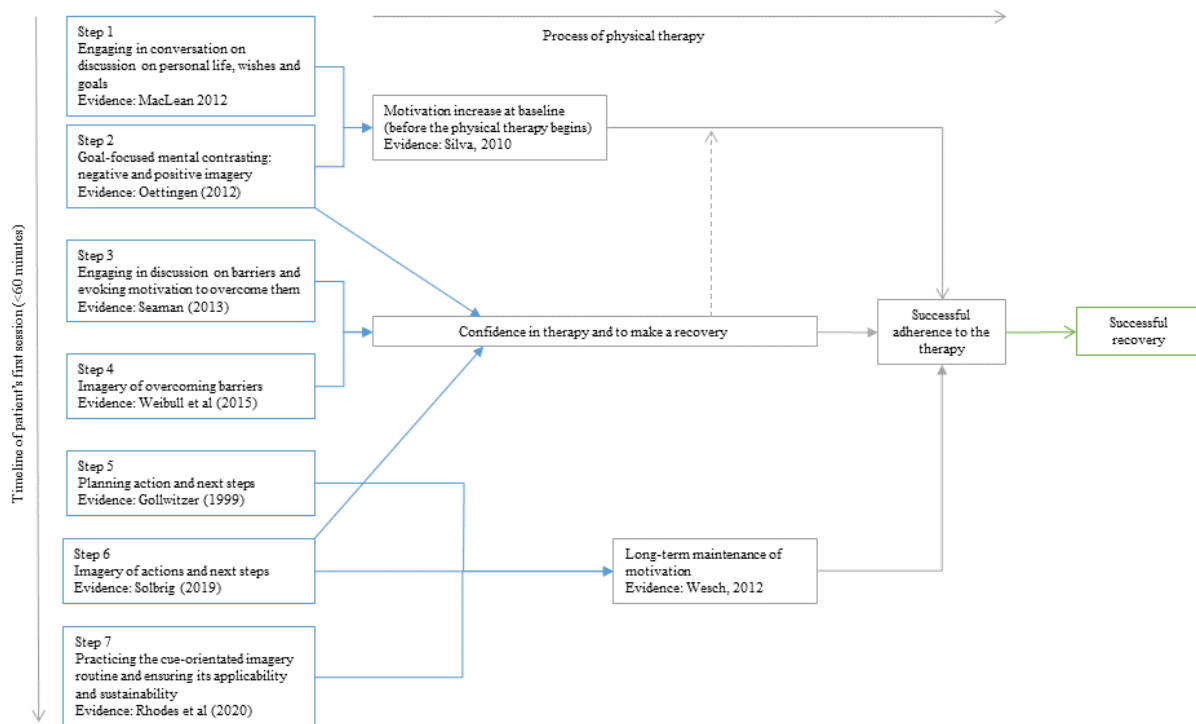 Process of physical therapy
Timeline of patient's first session (<60 minutes)
Step 1
Engaging in conversation on
discussion on personal life, wishes and
goals
Evidence: MacLean 2012
Step 2
Goal-focused mental contrasting:
negative and positive imagery
Evidence: Oettingen (2012)
Step 3
Engaging in discussion on barriers and
evoking motivation to overcome them
Evidence: Seaman (2013)
Step 4
Imagery of overcoming barriers
Evidence: Weibull et al (2015)
Step 5
Planning action and next steps
Evidence: Gollwitzer (1999)
Step 6
Imagery of actions and next steps
Evidence: Solbrig (2019)
Step 7
Practicing the cue-orientated imagery
routine and ensuring its applicability
and sustainability
Evidence: Rhodes et al (2020)
Motivation increase at baseline
(before the physical therapy begins)
Evidence: Silva, 2010
Confidence in therapy and to make a recovery
Long-term maintenance of
motivation
Evidence: Wesch, 2012
Successful
adherence to the
therapy
Successful
recovery